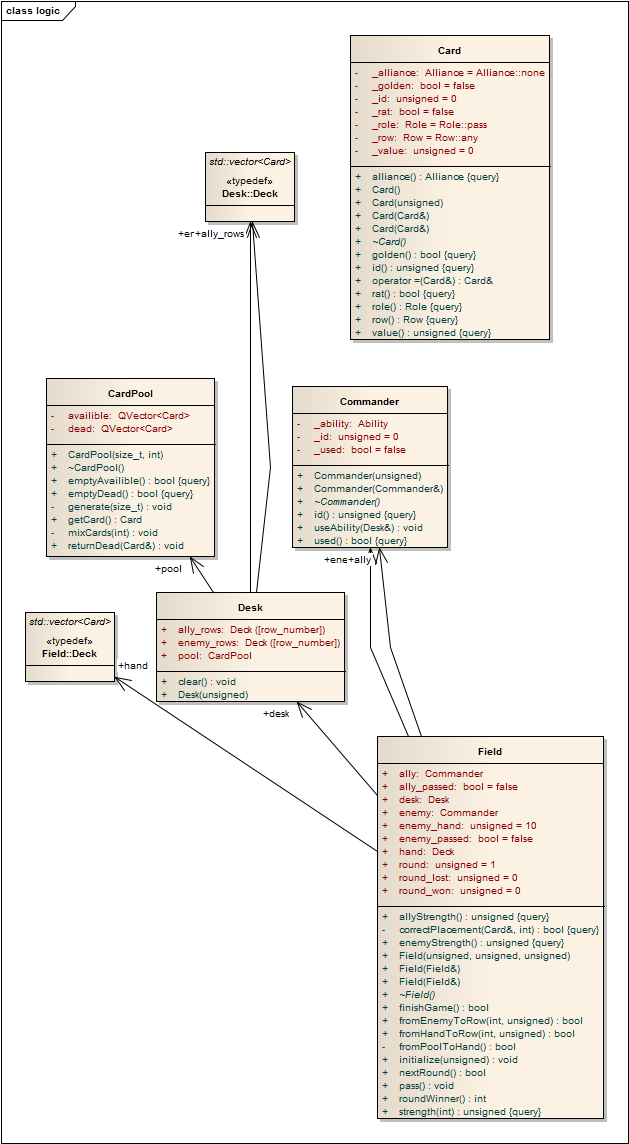 class logic
Card
- _alliance: Alliance = Alliance::none
- _golden: bool = false
- _id: unsigned = 0
- _rat: bool = false
- _role: Role = Role::pass
- _row: Row = Row::any
- _value: unsigned = 0
+ alliance() : Alliance {query}
+ Card()
+ Card(unsigned)
+ Card(Card&)
+ Card(Card&)
+ ~Card()
+ golden() : bool {query}
+ id() : unsigned {query}
+ operator =(Card&) : Card&
+ rat() : bool {query}
+ role() : Role {query}
+ row() : Row {query}
+ value() : unsigned {query}
std::vector<Card>
«typedef»
Desk::Deck
+er+ally_rows
CardPool
- availible: QVector<Card>
- dead: QVector<Card>
+ CardPool(size_t, int)
+ ~CardPool()
+ emptyAvailible() : bool {query}
+ emptyDead() : bool {query}
- generate(size_t) : void
+ getCard() : Card
- mixCards(int) : void
+ returnDead(Card&) : void
Commander
- _ability: Ability
- _id: unsigned = 0
- _used: bool = false
+ Commander(unsigned)
+ Commander(Commander&)
+ ~Commander()
+ id() : unsigned {query}
+ useAbility(Desk&) : void
+ used() : bool {query}
+ene+ally
+pool
Desk
+ ally_rows: Deck ([row_number])
+ enemy_rows: Deck ([row_number])
+ pool: CardPool
+ clear() : void
+ Desk(unsigned)
std::vector<Card>
«typedef»
Field::Deck
+hand
+desk
Field
+ ally: Commander
+ ally_passed: bool = false
+ desk: Desk
+ enemy: Commander
+ enemy_hand: unsigned = 10
+ enemy_passed: bool = false
+ hand: Deck
+ round: unsigned = 1
+ round_lost: unsigned = 0
+ round_won: unsigned = 0
+ allyStrength() : unsigned {query}
- correctPlacement(Card&, int) : bool {query}
+ enemyStrength() : unsigned {query}
+ Field(unsigned, unsigned, unsigned)
+ Field(Field&)
+ Field(Field&)
+ ~Field()
+ finishGame() : bool
+ fromEnemyToRow(int, unsigned) : bool
+ fromHandToRow(int, unsigned) : bool
- fromPoolToHand() : bool
+ initialize(unsigned) : void
+ nextRound() : bool
+ pass() : void
+ roundWinner() : int
+ strength(int) : unsigned {query}